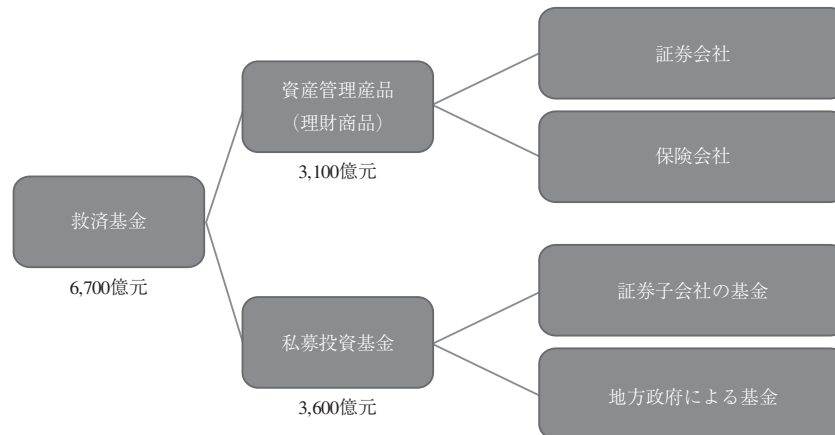 救済基金
6,700億元
資産管理産品
（理財商品）
3,100億元
証券会社
保険会社
私募投資基金
3,600億元
証券子会社の基金
地方政府による基金